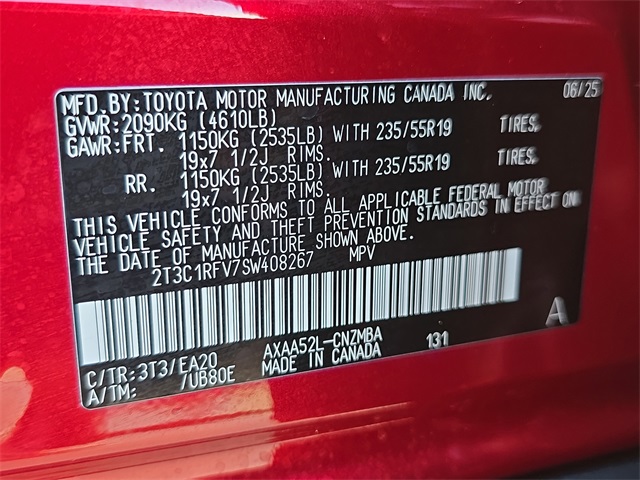 MFD.BY:TOYOTA MOTOR MANUFACTURING CANADA INC. 06/25
GVWR:2090KG (4610LB)
GAWR:FRT. 1150KG (2535LB) WITH 235/55R19 TIRES.
19x7 1/2J RIMS.
RR. 1150KG (2535LB) WITH 235/55R19 TIRES.
19x7 1/2J RIMS.
THIS VEHICLE CONFORMS TO ALL APPLICABLE FEDERAL MOTOR
VEHICLE SAFETY AND THEFT PREVENTION STANDARDS IN EFFECT ON
THE DATE OF MANUFACTURE SHOWN ABOVE.
2T3C1RFV7SW408267 MPV
A
C/TR:3T3/EA20 AXAA52L-CNZMBA 131
A/TM: /UB80E MADE IN CANADA